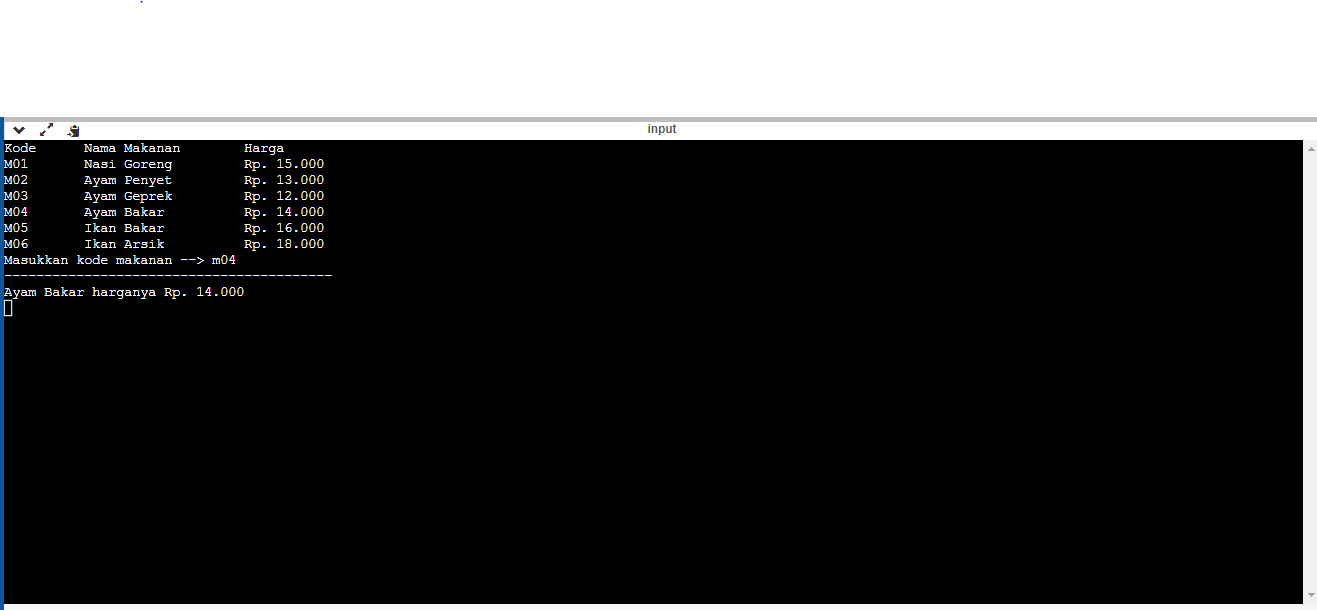 input
Kode Nama Makanan Harga
M01 Nasi Goreng Rp. 15.000
M02 Ayam Penyet Rp. 13.000
M03 Ayam Geprek Rp. 12.000
M04 Ayam Bakar Rp. 14.000
M05 Ikan Bakar Rp. 16.000
M06 Ikan Arsik Rp. 18.000
Masukkan kode makanan --> m04
-----------------------------------------
Ayam Bakar harganya Rp. 14.000